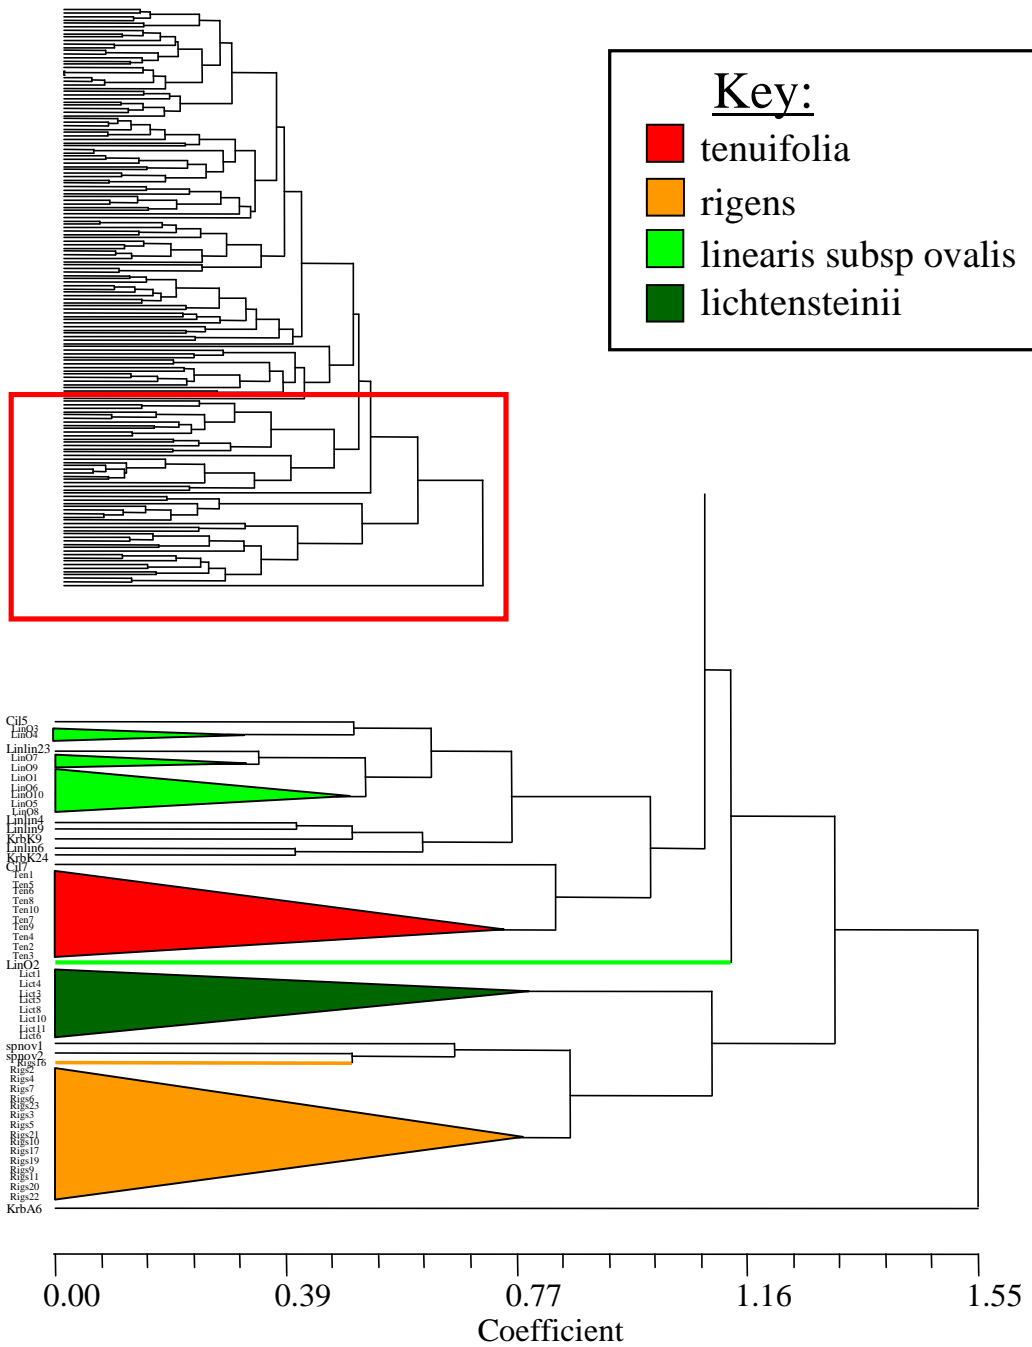 Key:
tenuifolia
rigens
linearis subsp ovalis
lichtensteinii
Cil5
LinO3
LinO4
Linlin23
LinO7
LinO9
LinO1
LinO6
LinO10
LinO5
LinO8
Linlin4
Linlin9
KrbK9
Linlin6
KrbK24
Cil7
Ten1
Ten5
Ten6
Ten8
Ten10
Ten7
Ten9
Ten4
Ten2
Ten3
LinO2
Lict1
Lict4
Lict3
Lict5
Lict8
Lict10
Lict11
Lict6
spnov1
spnov2
Rigs16
Rigs2
Rigs4
Rigs7
Rigs6
Rigs23
Rigs3
Rigs5
Rigs21
Rigs10
Rigs17
Rigs19
Rigs9
Rigs11
Rigs20
Rigs22
KrbA6
0.00 0.39 0.77 1.16 1.55
Coefficient